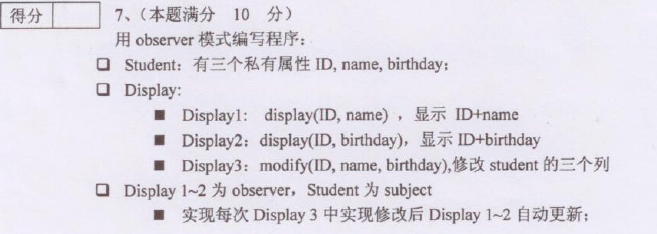 得分
7、（本题满分 10 分）
用 observer 模式编写程序：
❑ Student：有三个私有属性 ID, name, birthday;
❑ Display:
■ Display1: display(ID, name) ，显示 ID+name
■ Display2：display(ID, birthday)，显示 ID+birthday
■ Display3：modify(ID, name, birthday),修改 student 的三个列
❑ Display 1~2 为 observer，Student 为 subject
■ 实现每次 Display 3 中实现修改后 Display 1~2 自动更新；